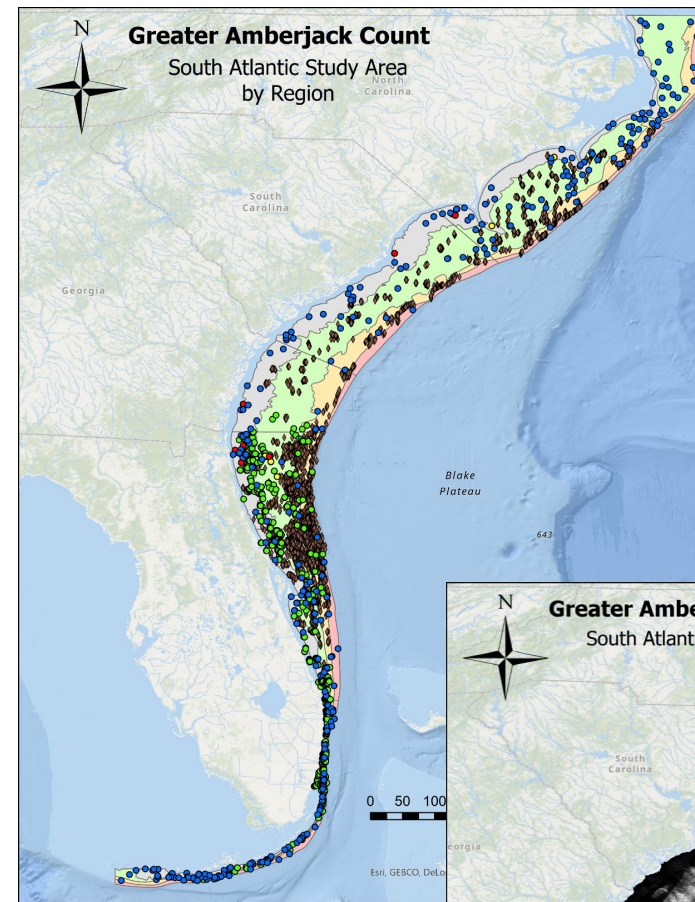 N
Greater Amberjack Count
South Atlantic Study Area
by Region
North
Carolina
South
Carolina
Georgia
Blake
Plateau
643
N
Greater Ambe
South Atlant
South
Carolina
0 50 100
eorgia
Esri, GEBCO, DeLo